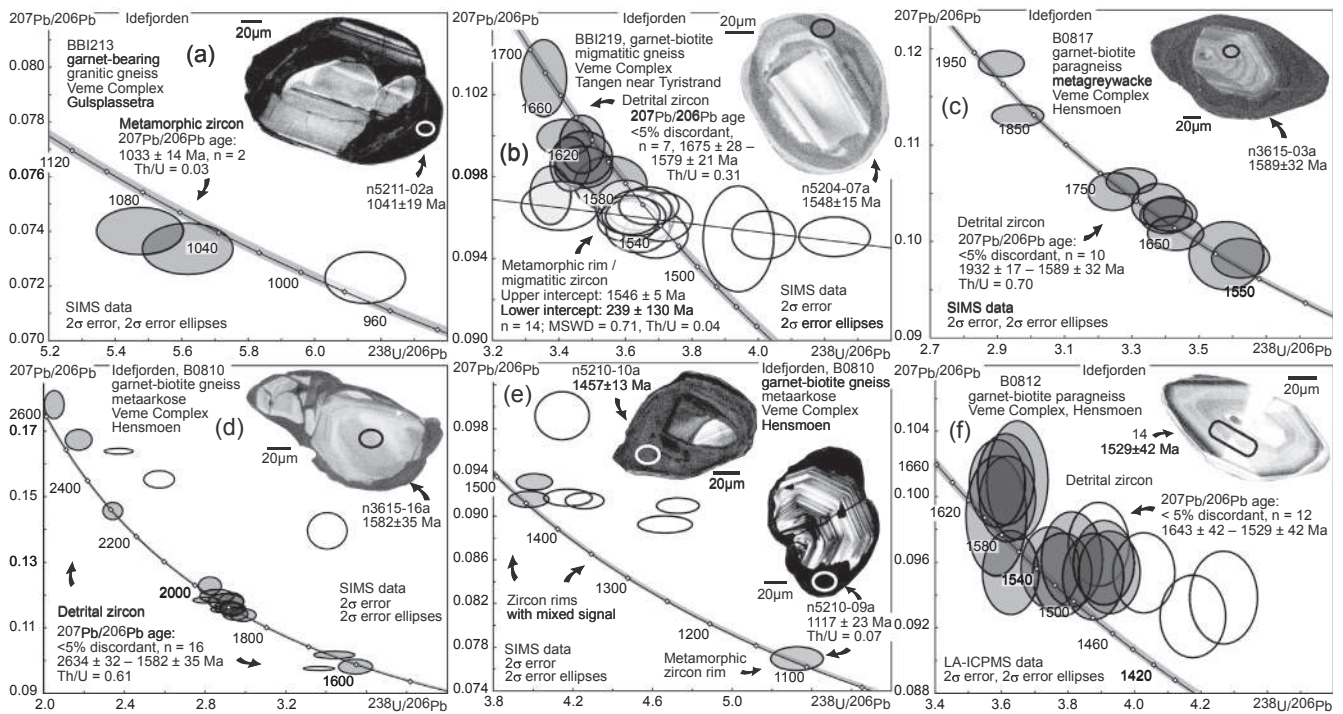 207Pb/206Pb Idefjorden
20µm
(a)
BBI213
garnet-bearing
granitic gneiss
Veme Complex
Gulsplassetra
Metamorphic zircon
207Pb/206Pb age:
1033 ± 14 Ma, n = 2
Th/U = 0.03
n5211-02a
1041±19 Ma
1120
1080
1040
1000
960
SIMS data
2σ error, 2σ error ellipses
0.080
0.078
0.076
0.074
0.072
0.070
5.2 5.4 5.6 5.8 6.0 238U/206Pb
207Pb/206Pb Idefjorden
20µm
BBI219, garnet-biotite
migmatitic gneiss
Veme Complex
Tangen near Tyristrand
Detrital zircon
207Pb/206Pb age
<5% discordant,
n = 7, 1675 ± 28 –
1579 ± 21 Ma
Th/U = 0.31
(b)
n5204-07a
1548±15 Ma
1700
1660
1620
1580
1540
1500
Metamorphic rim /
migmatitic
zircon
Upper intercept: 1546 ± 5 Ma
Lower intercept: 239 ± 130 Ma
n = 14; MSWD = 0.71, Th/U = 0.04
SIMS data
2σ error
2σ error ellipses
0.102
0.098
0.094
0.090
3.2 3.4 3.6 3.8 4.0 238U/206Pb
207Pb/206Pb Idefjorden
B0817
garnet-biotite
paragneiss
metagreywacke
Veme Complex
Hensmoen
20µm
(c)
n3615-03a
1589±32 Ma
1950
1850
1750
1650
1550
Detrital zircon
207Pb/206Pb age:
<5% discordant, n = 10
1932 ± 17 – 1589 ± 32 Ma
Th/U = 0.70
SIMS data
2σ error, 2σ error ellipses
0.12
0.11
0.10
0.09
2.7 2.9 3.1 3.3 3.5 3.7 238U/206Pb
207Pb/206Pb
Idefjorden, B0810
garnet-biotite gneiss
metaarkose
Veme Complex
Hensmoen
(d)
20µm
n3615-16a
1582±35 Ma
2600
2400
2200
2000
1800
1600
Detrital zircon
207Pb/206Pb age:
<5% discordant, n = 16
2634 ± 32 – 1582 ± 35 Ma
Th/U = 0.61
SIMS data
2σ error
2σ error ellipses
0.17
0.15
0.13
0.11
0.09
2.0 2.4 2.8 3.2 238U/206Pb
207Pb/206Pb
(e)
Idefjorden, B0810
garnet-biotite gneiss
metaarkose
Veme Complex
Hensmoen
n5210-10a
1457±13 Ma
20µm
20µm
n5210-09a
1117 ± 23 Ma
Th/U = 0.07
1500
1400
1300
1200
1100
Zircon rims
with mixed signal
Metamorphic
zircon rim
SIMS data
2σ error
2σ error ellipses
0.098
0.094
0.090
0.086
0.082
0.078
0.074
3.8 4.2 4.6 5.0 5.4 238U/206Pb
207Pb/206Pb Idefjorden
B0812
garnet-biotite paragneiss
Veme Complex, Hensmoen
20µm
14
1529±42 Ma
(f)
Detrital zircon
207Pb/206Pb age:
< 5% discordant, n = 12
1643 ± 42 – 1529 ± 42 Ma
1660
1620
1580
1540
1500
1460
1420
LA-ICPMS data
2σ error, 2σ error ellipses
0.104
0.100
0.096
0.092
0.088
3.4 3.6 3.8 4.0 4.2 238U/206Pb